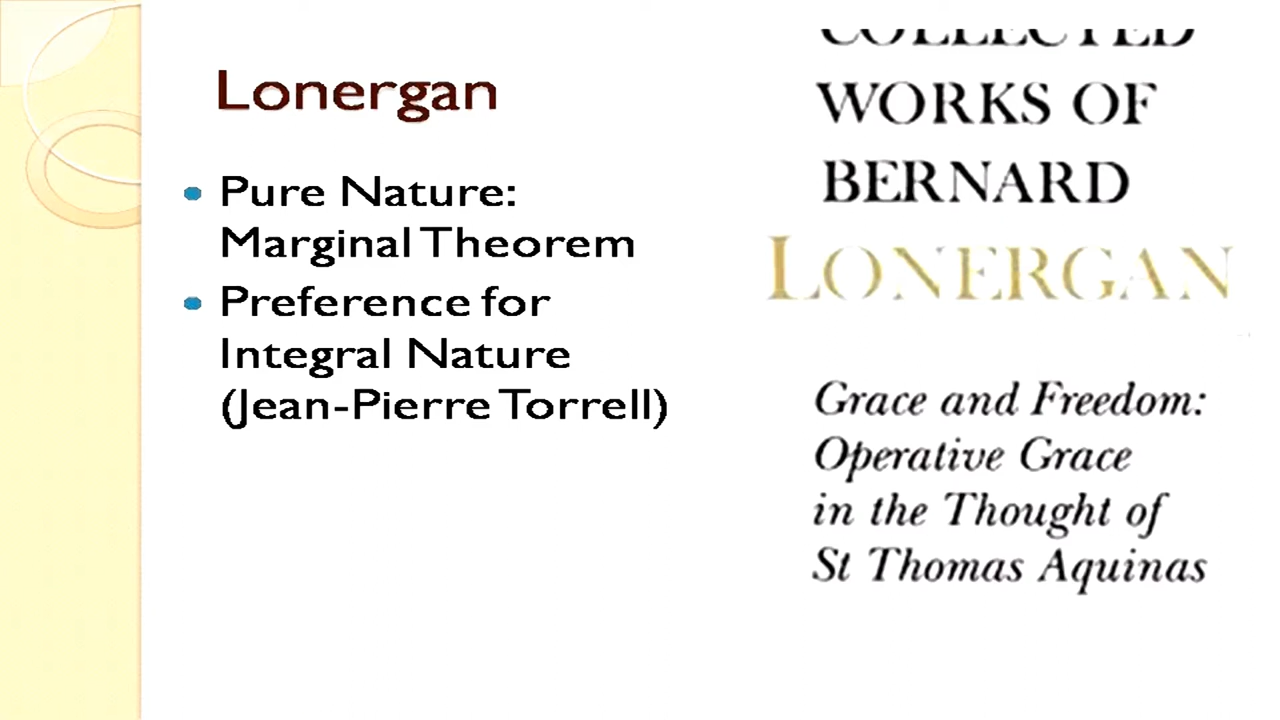 Lonergan
Pure Nature:
Marginal Theorem
Preference for
Integral Nature
(Jean-Pierre Torrell)
COLLECTED
WORKS OF
BERNARD
LONERGAN
Grace and Freedom:
Operative Grace
in the Thought of
St Thomas Aquinas